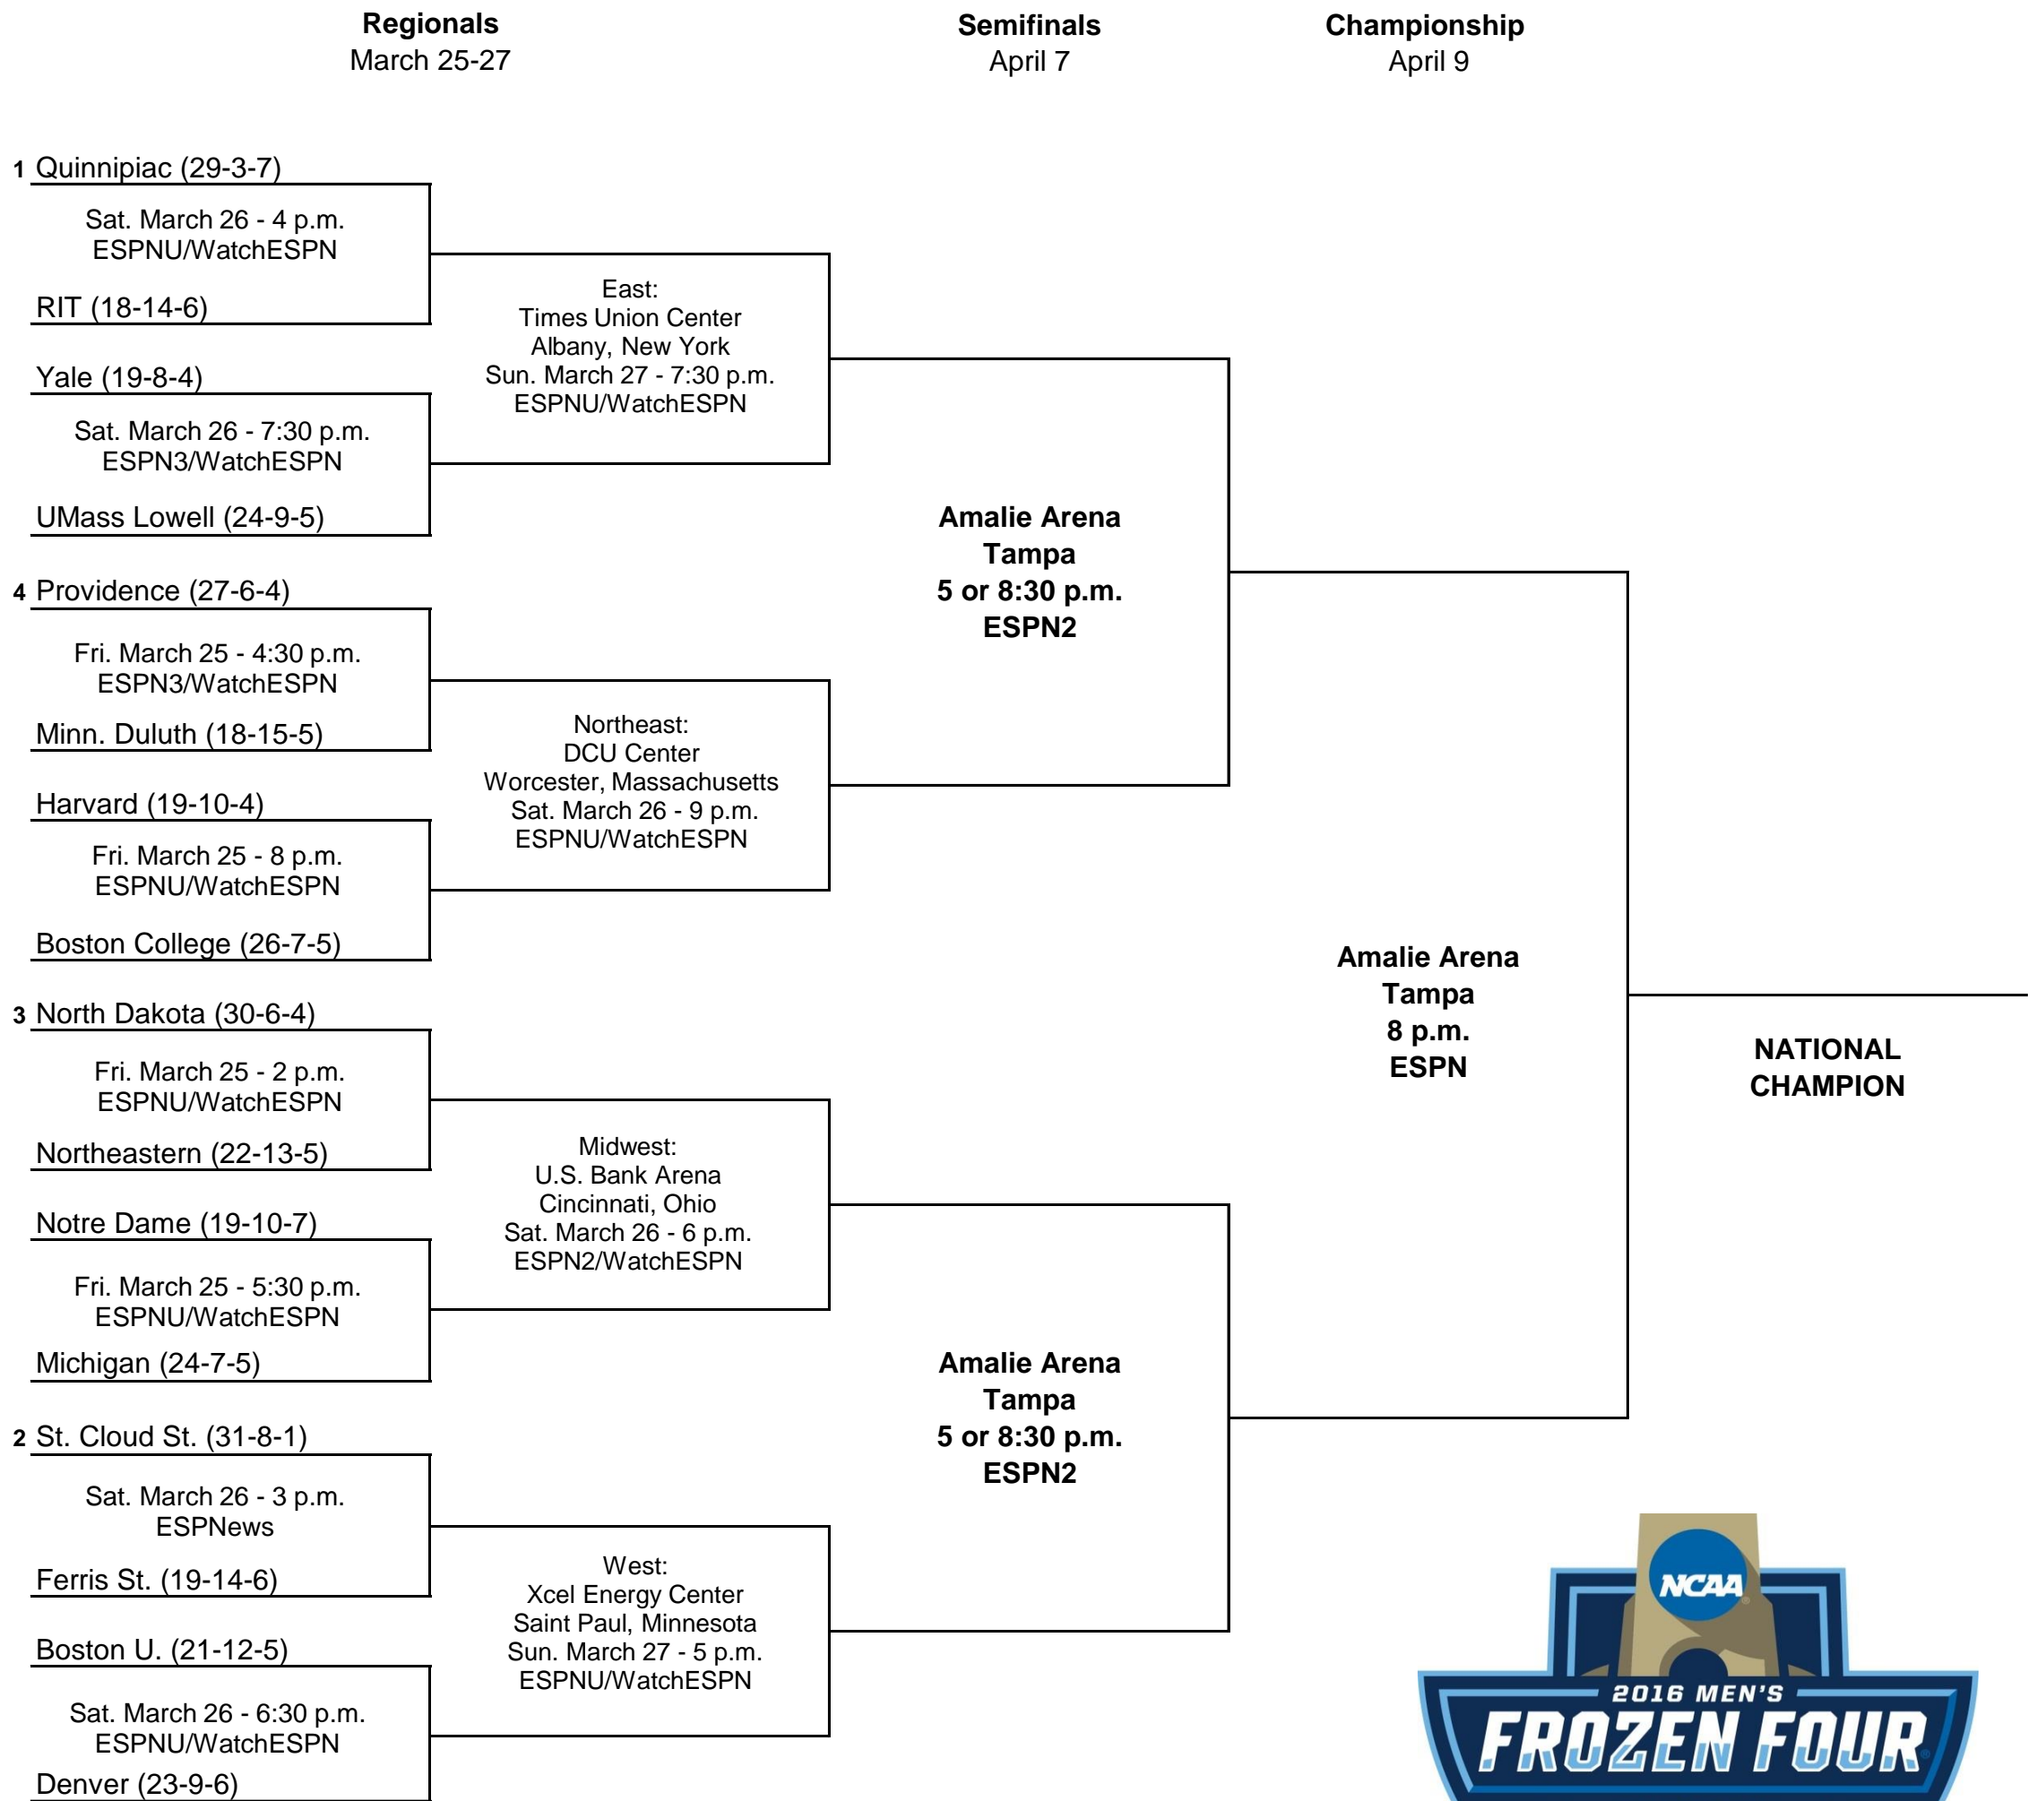 Regionals
March 25-27
Semifinals
April 7
Championship
April 9
1 Quinnipiac (29-3-7)
Sat. March 26 - 4 p.m.
ESPNU/WatchESPN
RIT (18-14-6)
East:
Times Union Center
Albany, New York
Sun. March 27 - 7:30 p.m.
ESPNU/WatchESPN
Yale (19-8-4)
Sat. March 26 - 7:30 p.m.
ESPN3/WatchESPN
UMass Lowell (24-9-5)
Amalie Arena
Tampa
5 or 8:30 p.m.
ESPN2
4 Providence (27-6-4)
Fri. March 25 - 4:30 p.m.
ESPN3/WatchESPN
Minn. Duluth (18-15-5)
Northeast:
DCU Center
Worcester, Massachusetts
Sat. March 26 - 9 p.m.
ESPNU/WatchESPN
Harvard (19-10-4)
Fri. March 25 - 8 p.m.
ESPNU/WatchESPN
Boston College (26-7-5)
Amalie Arena
Tampa
8 p.m.
ESPN
NATIONAL
CHAMPION
3 North Dakota (30-6-4)
Fri. March 25 - 2 p.m.
ESPNU/WatchESPN
Northeastern (22-13-5)
Midwest:
U.S. Bank Arena
Cincinnati, Ohio
Sat. March 26 - 6 p.m.
ESPN2/WatchESPN
Notre Dame (19-10-7)
Fri. March 25 - 5:30 p.m.
ESPNU/WatchESPN
Michigan (24-7-5)
Amalie Arena
Tampa
5 or 8:30 p.m.
ESPN2
2 St. Cloud St. (31-8-1)
Sat. March 26 - 3 p.m.
ESPNews
Ferris St. (19-14-6)
West:
Xcel Energy Center
Saint Paul, Minnesota
Sun. March 27 - 5 p.m.
ESPNU/WatchESPN
Boston U. (21-12-5)
Sat. March 26 - 6:30 p.m.
ESPNU/WatchESPN
Denver (23-9-6)
NCAA®
2016 MEN'S
FROZEN FOUR®